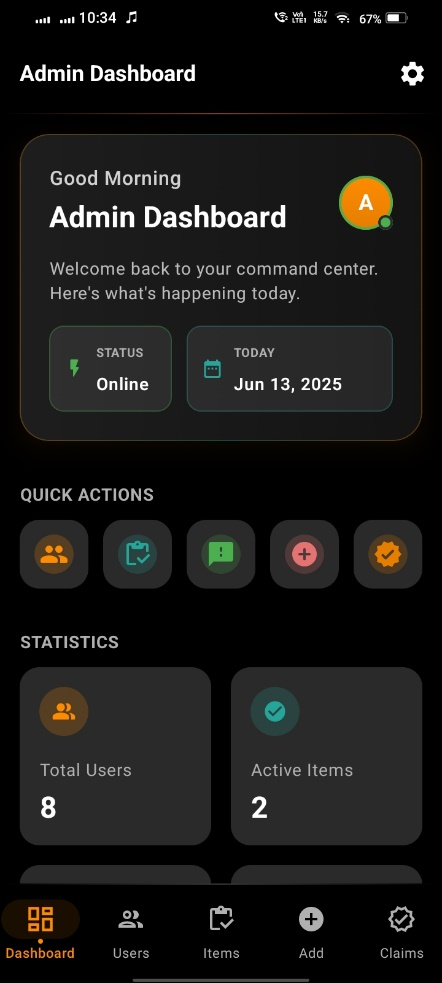 10:34
VoN
LTE1
15.7
KB/s
67%
Admin Dashboard
Good Morning
Admin Dashboard
A
Welcome back to your command center.
Here's what's happening today.
STATUS
Online
TODAY
Jun 13, 2025
QUICK ACTIONS
STATISTICS
Total Users
8
Active Items
2
Dashboard
Users
Items
Add
Claims